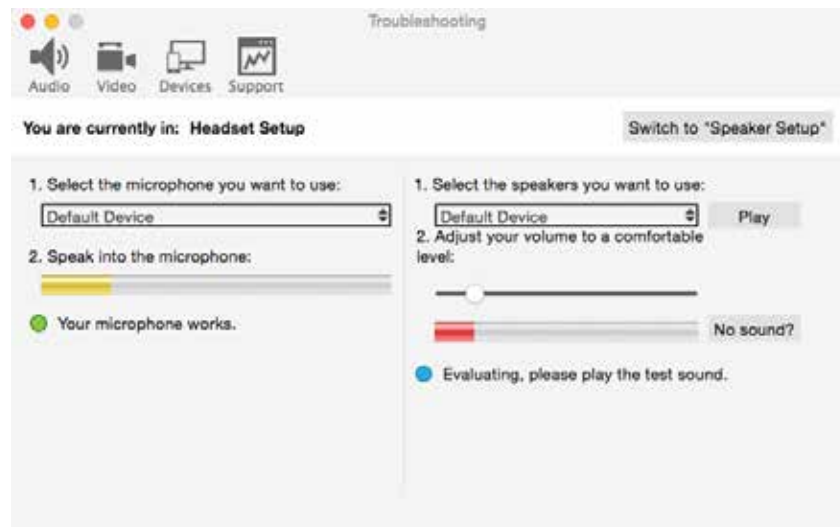 Troubleshooting
Audio Video Devices Support
You are currently in: Headset Setup
Switch to "Speaker Setup"
1. Select the microphone you want to use:
Default Device
2. Speak into the microphone:
Your microphone works.
1. Select the speakers you want to use:
Default Device
Play
2. Adjust your volume to a comfortable
level:
No sound?
Evaluating, please play the test sound.